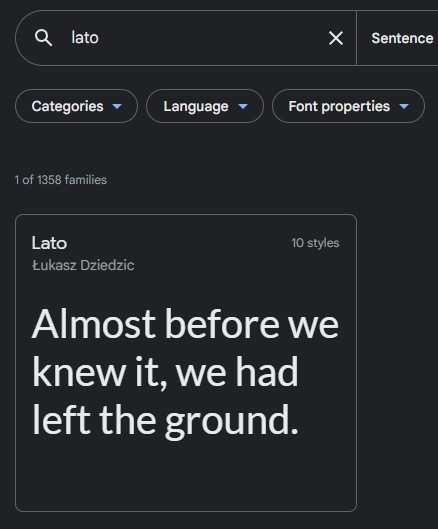 lato
Sentence
Categories
Language
Font properties
1 of 1358 families
Lato
10 styles
Łukasz Dziedzic
Almost before we
knew it, we had
left the ground.